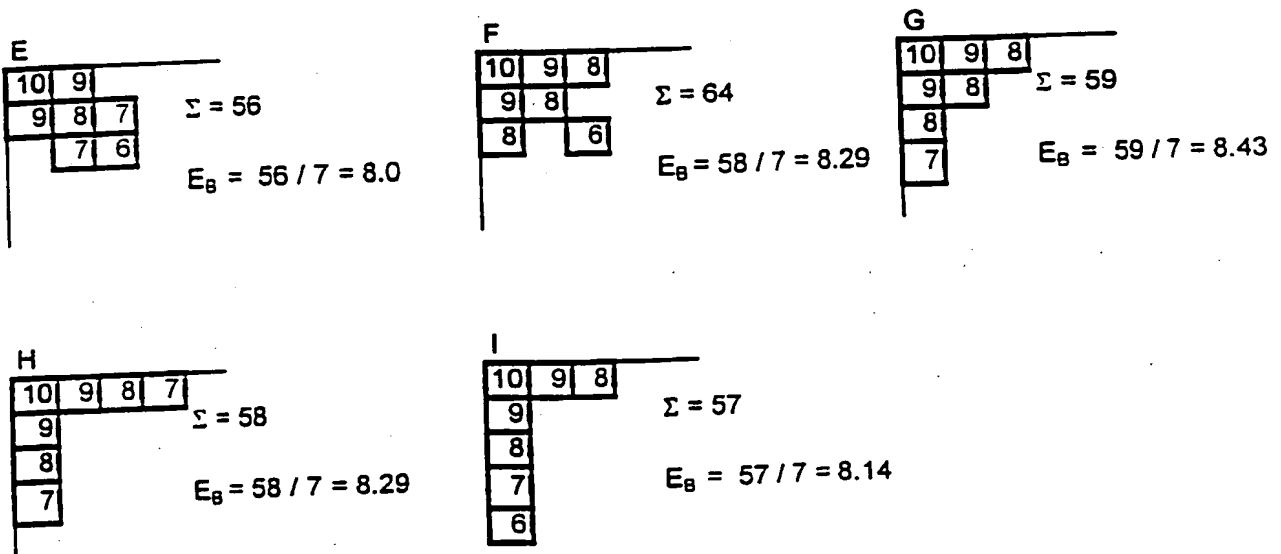 E
10 9
9 8 7
7 6
Σ = 56
E_B = 56 / 7 = 8.0
F
10 9 8
9 8
8 6
Σ = 64
E_B = 58 / 7 = 8.29
G
10 9 8
9 8
8
7
Σ = 59
E_B = 59 / 7 = 8.43
H
10 9 8 7
9
8
7
Σ = 58
E_B = 58 / 7 = 8.29
I
10 9 8
9
8
7
6
Σ = 57
E_B = 57 / 7 = 8.14